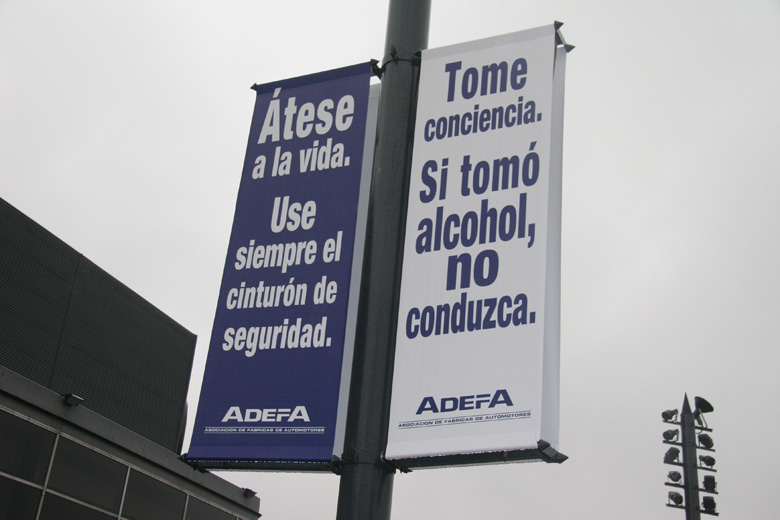 Átese
a la vida.
Use
siempre el
cinturón de
seguridad.
ADEFA
ASOCIACION DE FABRICAS DE AUTOMOTORES
Tome
conciencia.
Si tomó
alcohol,
no
conduzca.
ADEFA
ASOCIACION DE FABRICAS DE AUTOMOTORES